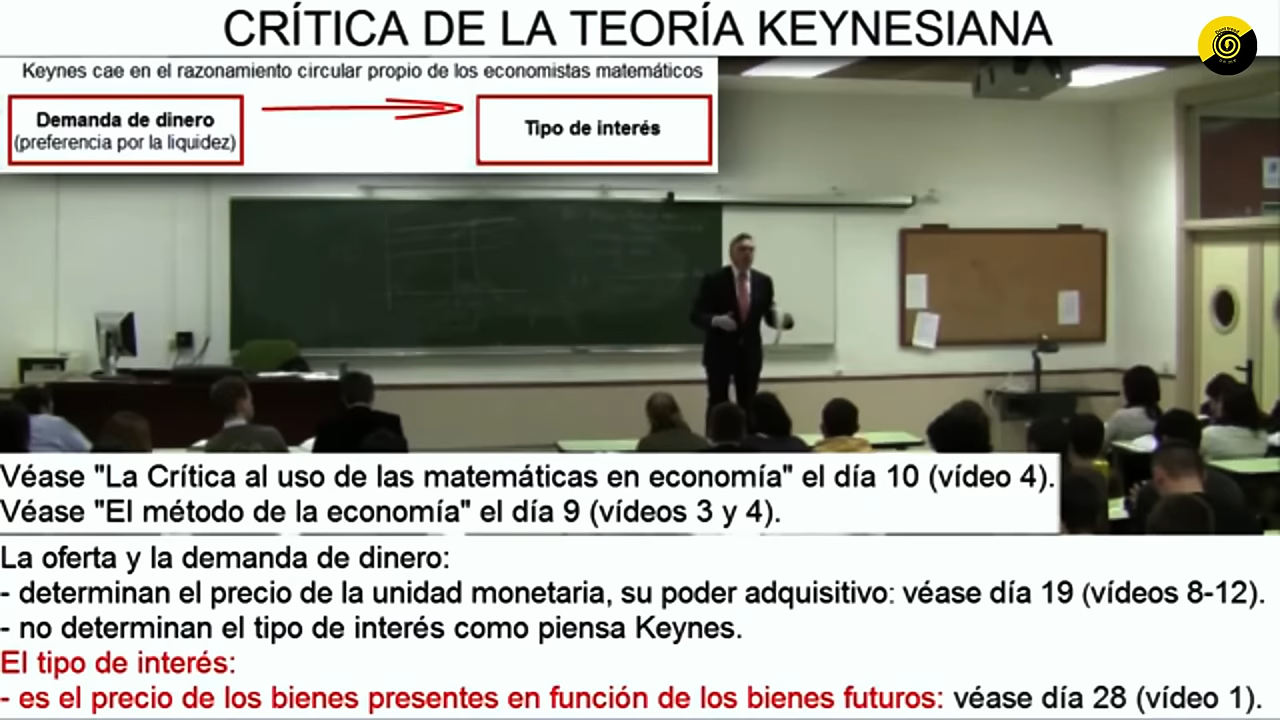 CRÍTICA DE LA TEORÍA KEYNESIANA
Keynes cae en el razonamiento circular propio de los economistas matemáticos
Demanda de dinero
(preferencia por la liquidez)
Tipo de interés
Véase "La Crítica al uso de las matemáticas en economía" el día 10 (vídeo 4).
Véase "El método de la economía" el día 9 (vídeos 3 y 4).
La oferta y la demanda de dinero:
- determinan el precio de la unidad monetaria, su poder adquisitivo: véase día 19 (vídeos 8-12).
- no determinan el tipo de interés como piensa Keynes.
El tipo de interés:
- es el precio de los bienes presentes en función de los bienes futuros: véase día 28 (vídeo 1).